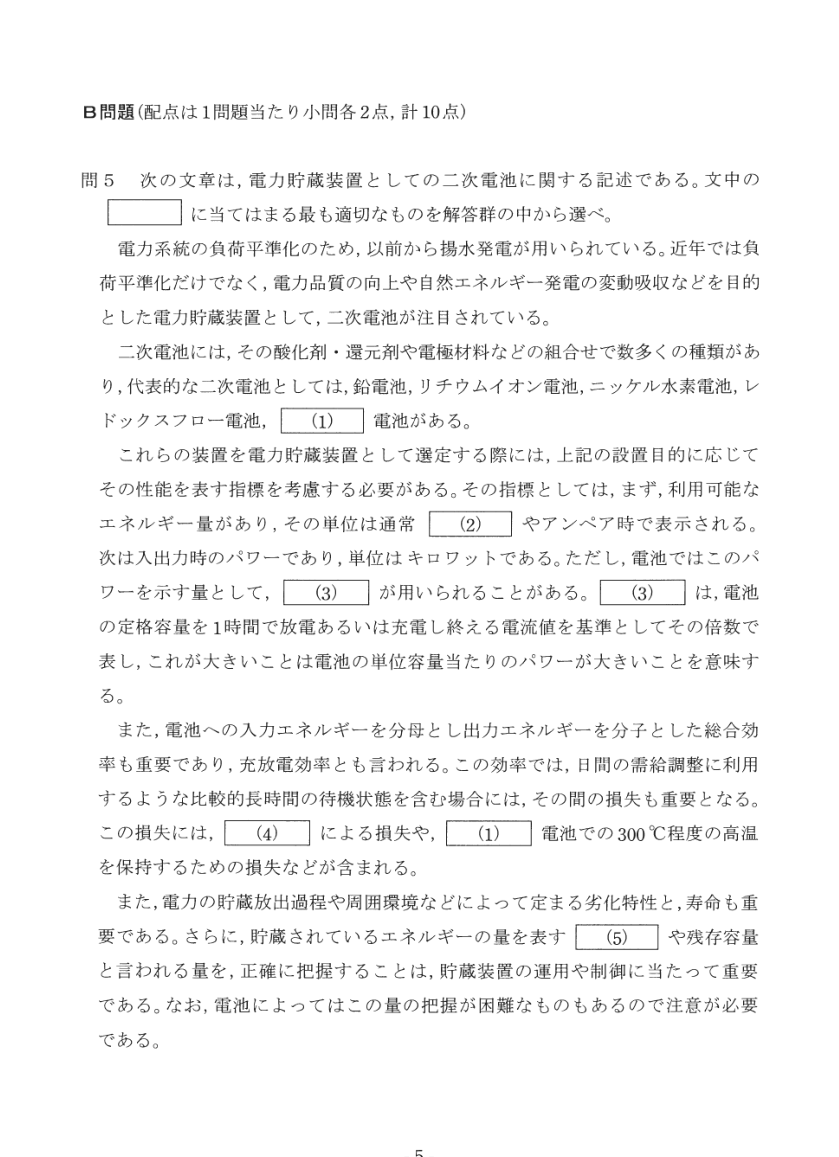 B問題(配点は1問題当たり小問各2点, 計10点)
問5 次の文章は, 電力貯蔵装置としての二次電池に関する記述である。文中の
に当てはまる最も適切なものを解答群の中から選べ。
電力系統の負荷平準化のため, 以前から揚水発電が用いられている。近年では負
荷平準化だけでなく, 電力品質の向上や自然エネルギー発電の変動吸収などを目的
とした電力貯蔵装置として, 二次電池が注目されている。
二次電池には, その酸化剤・還元剤や電極材料などの組合せで数多くの種類があ
り, 代表的な二次電池としては, 鉛電池, リチウムイオン電池, ニッケル水素電池, レ
ドックスフロー電池, (1) 電池がある。
これらの装置を電力貯蔵装置として選定する際には, 上記の設置目的に応じて
その性能を表す指標を考慮する必要がある。その指標としては, まず, 利用可能な
エネルギー量があり, その単位は通常 (2) やアンペア時で表示される。
次は入出力時のパワーであり, 単位はキロワットである。ただし, 電池ではこのパ
ワーを示す量として, (3) が用いられることがある。 (3) は, 電池
の定格容量を1時間で放電あるいは充電し終える電流値を基準としてその倍数で
表し, これが大きいことは電池の単位容量当たりのパワーが大きいことを意味す
る。
また, 電池への入力エネルギーを分母とし出力エネルギーを分子とした総合効
率も重要であり, 充放電効率とも言われる。この効率では, 日間の需給調整に利用
するような比較的長時間の待機状態を含む場合には, その間の損失も重要となる。
この損失には, (4) による損失や, (1) 電池での300℃程度の高温
を保持するための損失などが含まれる。
また, 電力の貯蔵放出過程や周囲環境などによって定まる劣化特性と, 寿命も重
要である。さらに, 貯蔵されているエネルギーの量を表す (5) や残存容量
と言われる量を, 正確に把握することは, 貯蔵装置の運用や制御に当たって重要
である。なお, 電池によってはこの量の把握が困難なものもあるので注意が必要
である。
5